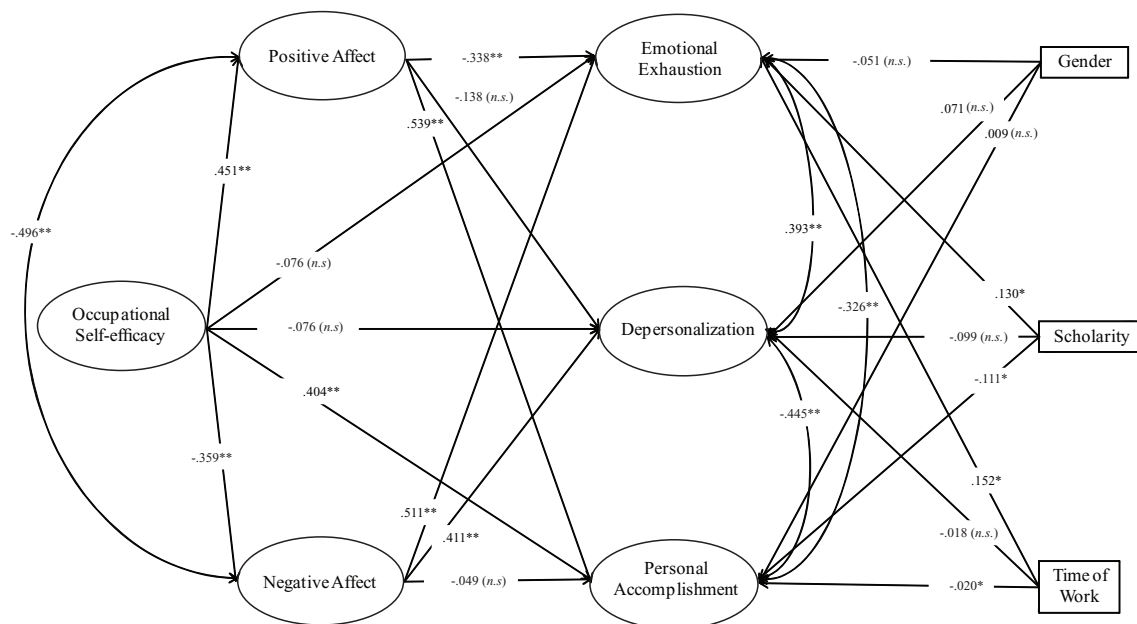 Positive Affect
Emotional
Exhaustion
Gender
-.338**
-.051 (n.s.)
-.138 (n.s.)
.071 (n.s.)
.539**
.009 (n.s.)
.451**
-.496**
.393**
-.076 (n.s)
.130*
Occupational
Self-efficacy
-.076 (n.s)
Depersonalization
-.326**
-.099 (n.s.)
Scholarity
-.111*
.404**
-.445**
-.359**
.152*
.511**
.411**
-.018 (n.s.)
Negative Affect
-.049 (n.s)
Personal
Accomplishment
-.020*
Time of
Work